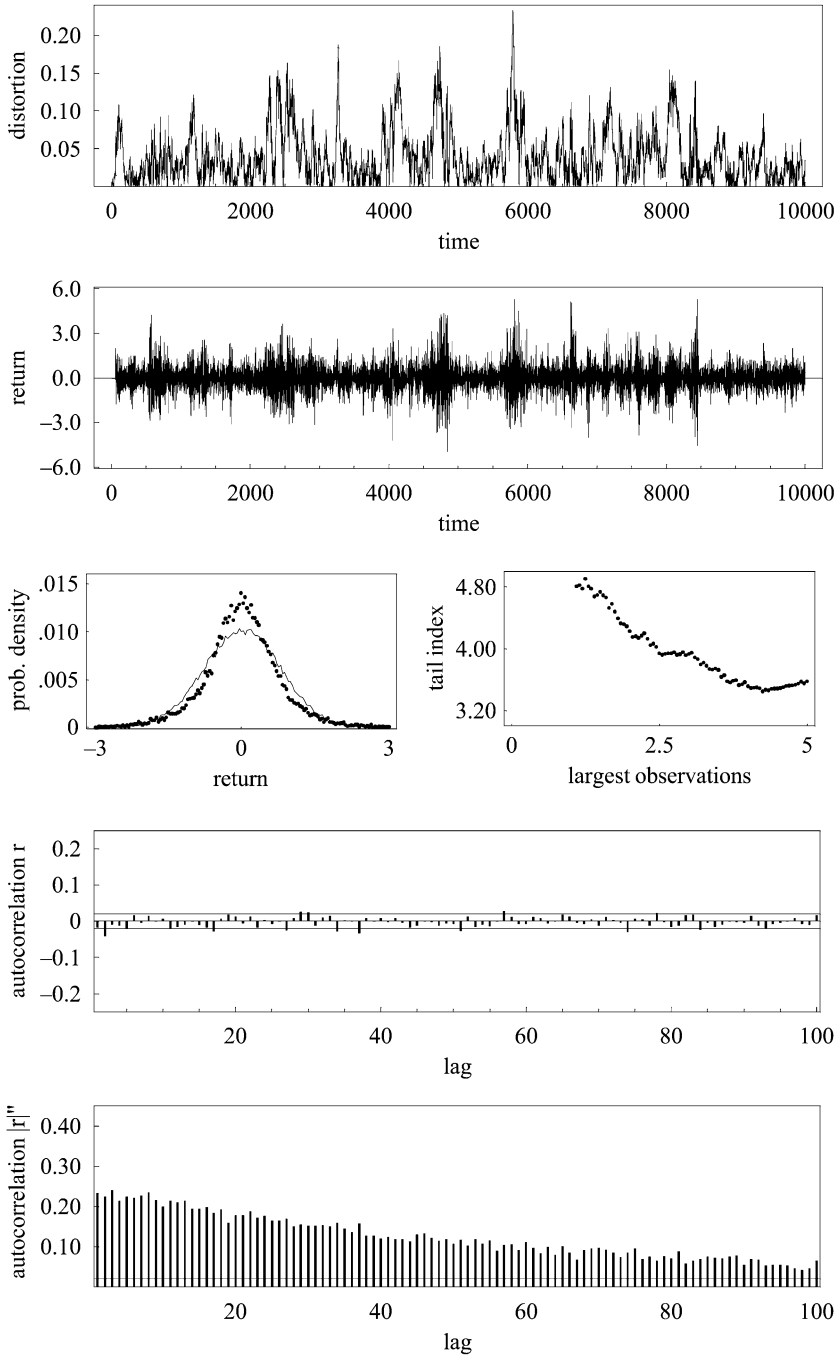 distortion
0.20
0.15
0.10
0.05
0 2000 4000 6000 8000 10000
time
return
6.0
3.0
0.0
–3.0
–6.0
0 2000 4000 6000 8000 10000
time
prob. density
.015
.010
.005
0
–3 0 3
return
tail index
4.80
4.00
3.20
0 2.5 5
largest observations
autocorrelation r
0.2
0.1
0
–0.1
–0.2
20 40 60 80 100
lag
autocorrelation |r|"
0.40
0.30
0.20
0.10
20 40 60 80 100
lag